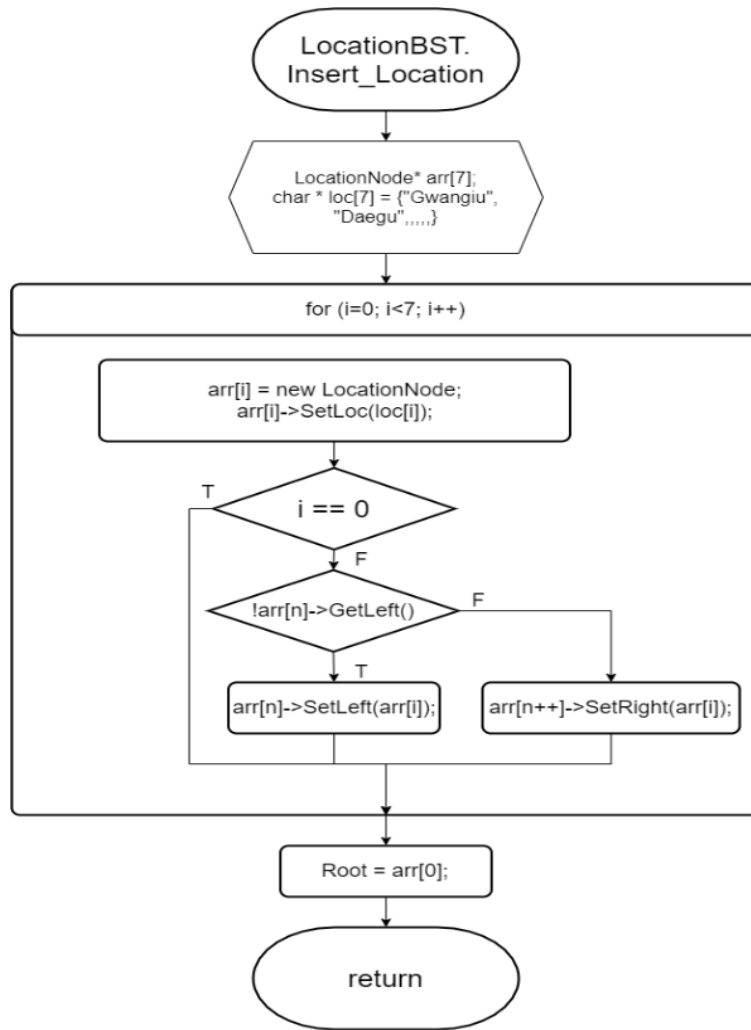 LocationBST.
Insert_Location
LocationNode* arr[7];
char * loc[7] = {"Gwangiu",
"Daegu",,,,,}
for (i=0; i<7; i++)
arr[i] = new LocationNode;
arr[i]->SetLoc(loc[i]);
T
i == 0
F
!arr[n]->GetLeft()
F
T
arr[n]->SetLeft(arr[i]);
arr[n++]->SetRight(arr[i]);
Root = arr[0];
return